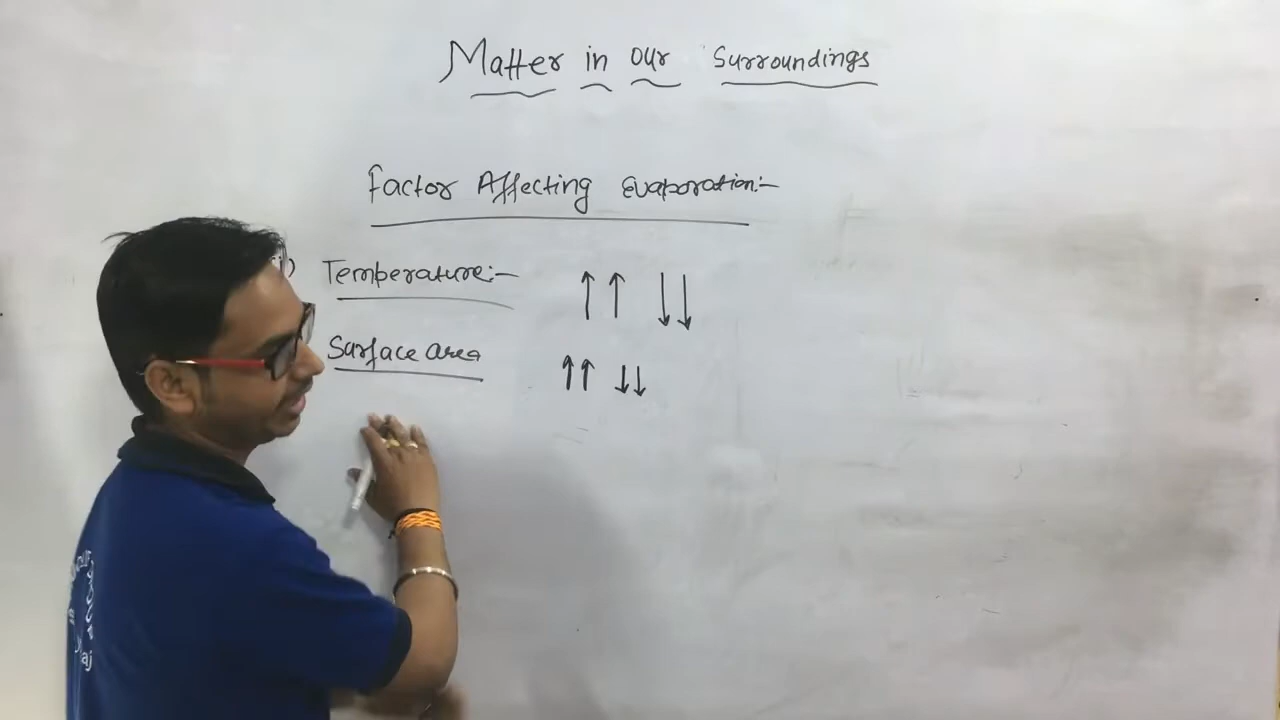 Matter in our Surroundings
Factor Affecting Evaporation:-
Temperature:- ↑↑ ↓↓
Surface area ↑↑ ↓↓